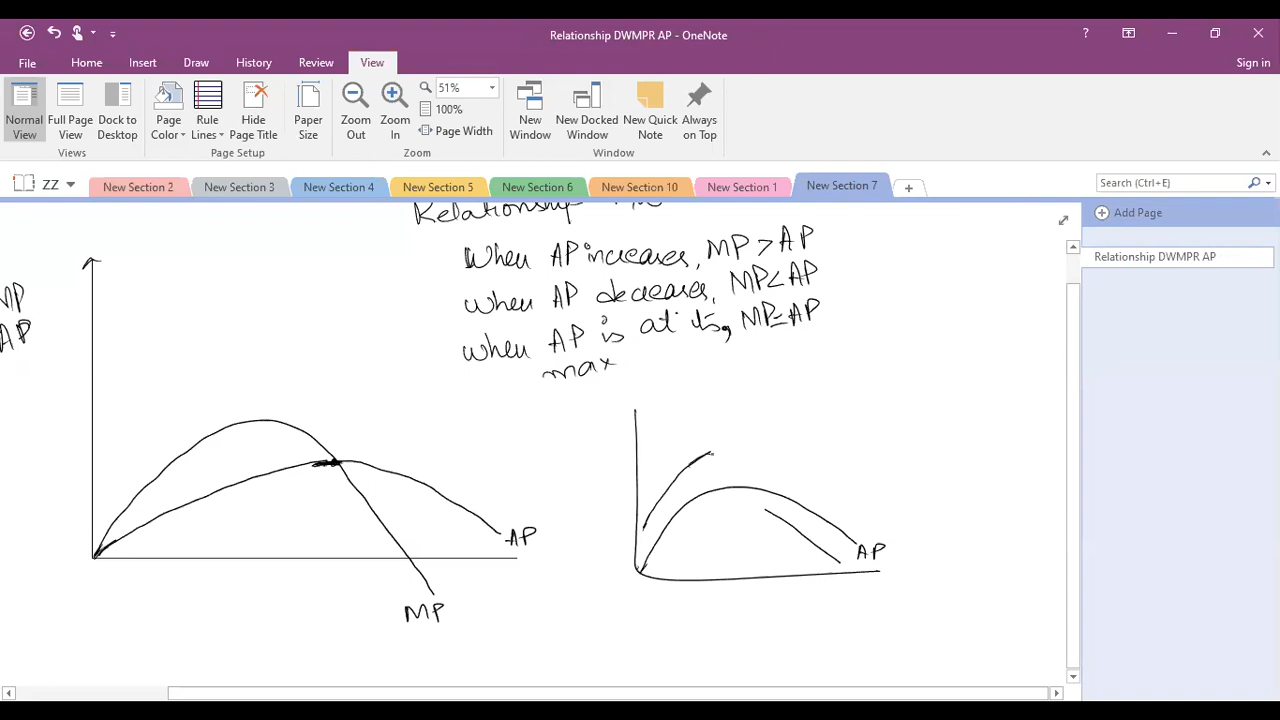 Relationship DWMPR AP - OneNote
?
File Home Insert Draw History Review View
Sign in
51%
100%
Page Width
Normal View
Full Page View
Dock to Desktop
Page Color
Rule Lines
Hide Page Title
Paper Size
Zoom Out
Zoom In
New Window
New Docked Window
New Quick Note
Always on Top
Views Page Setup Zoom Window
ZZ New Section 2 New Section 3 New Section 4 New Section 5 New Section 6 New Section 10 New Section 1 New Section 7
Search (Ctrl+E)
Add Page
Relationship DWMPR AP
Relationship
When AP increases, MP > AP
When AP decreases, MP < AP
When AP is at its, MP = AP
max
MP
AP
AP
MP
AP